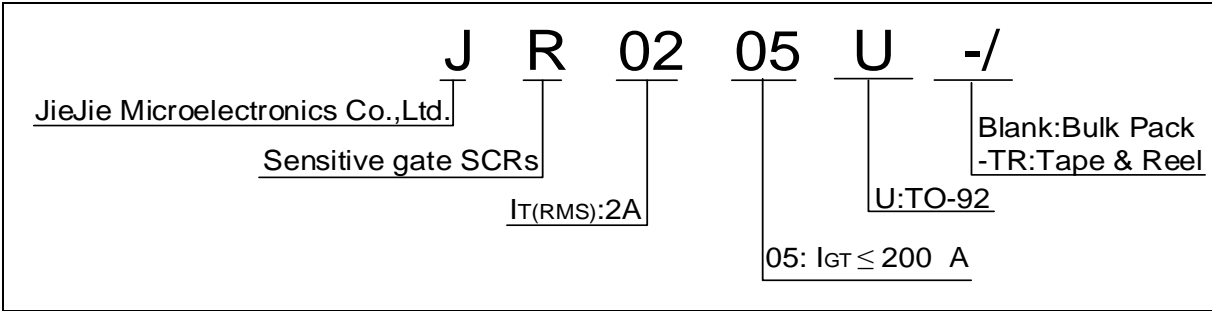 J R 02 05 U -/
JieJie Microelectronics Co.,Ltd.
Blank:Bulk Pack
Sensitive gate SCRs
-TR:Tape & Reel
IT(RMS):2A
U:TO-92
05: IGT ≤ 200 A